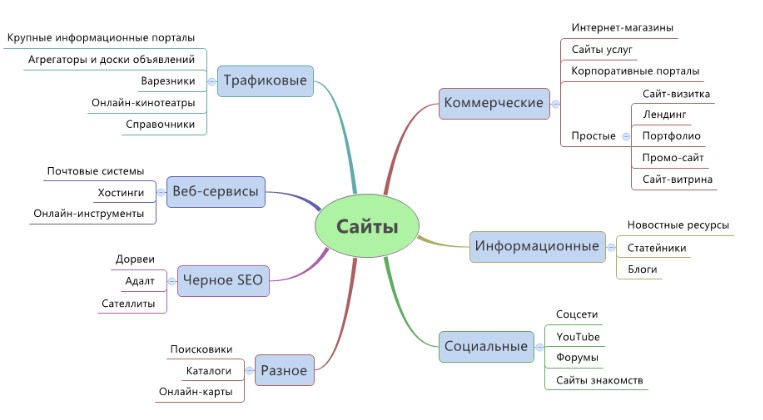 Сайты
Трафиковые
Крупные информационные порталы
Агрегаторы и доски объявлений
Варезники
Онлайн-кинотеатры
Справочники
Веб-сервисы
Почтовые системы
Хостинги
Онлайн-инструменты
Черное SEO
Дорвеи
Адалт
Сателлиты
Разное
Поисковики
Каталоги
Онлайн-карты
Коммерческие
Интернет-магазины
Сайты услуг
Корпоративные порталы
Простые
Сайт-визитка
Лендинг
Портфолио
Промо-сайт
Сайт-витрина
Информационные
Новостные ресурсы
Статейники
Блоги
Социальные
Соцсети
YouTube
Форумы
Сайты знакомств